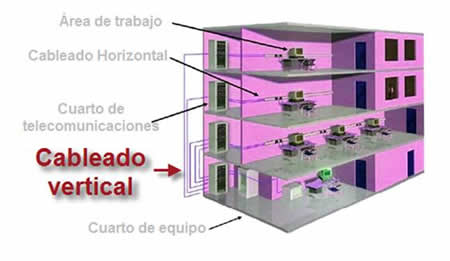 Área de trabajo
Cableado Horizontal
Cuarto de
telecomunicaciones
Cableado
vertical
Cuarto de equipo